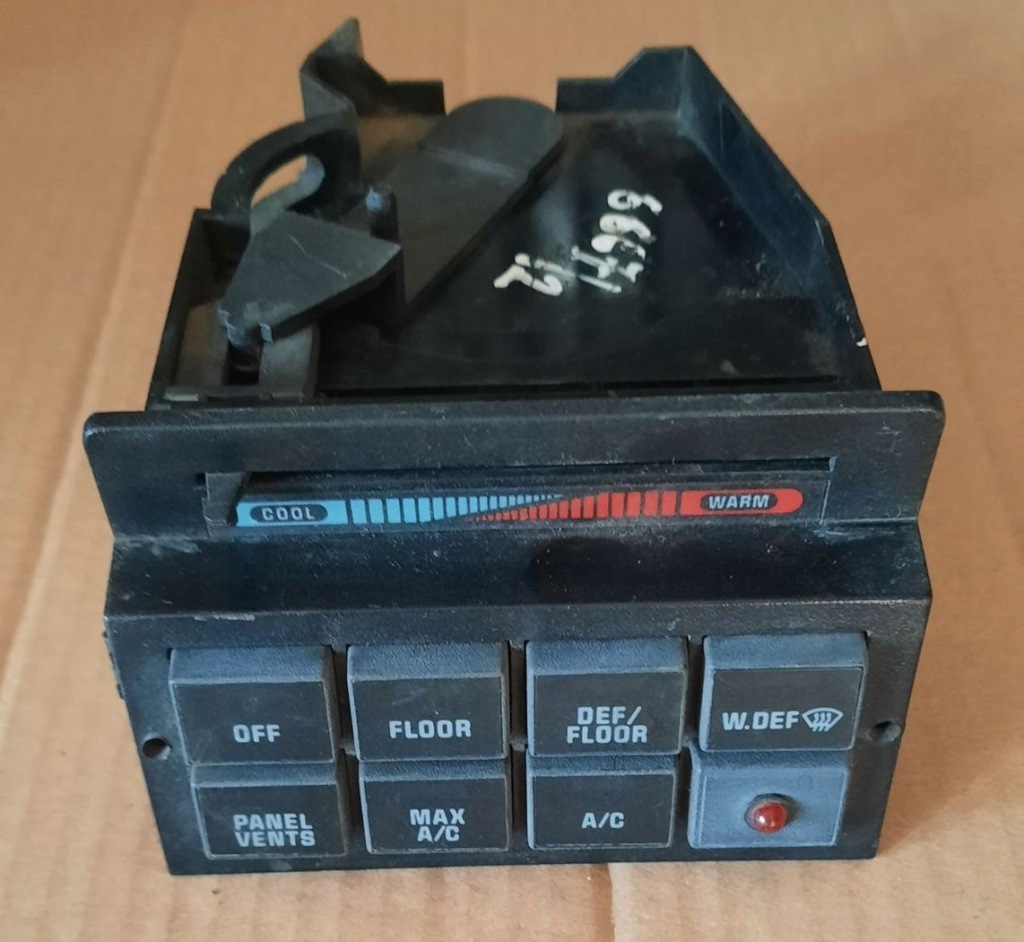 COOL WARM
OFF FLOOR DEF/ FLOOR W.DEF
PANEL VENTS MAX A/C A/C